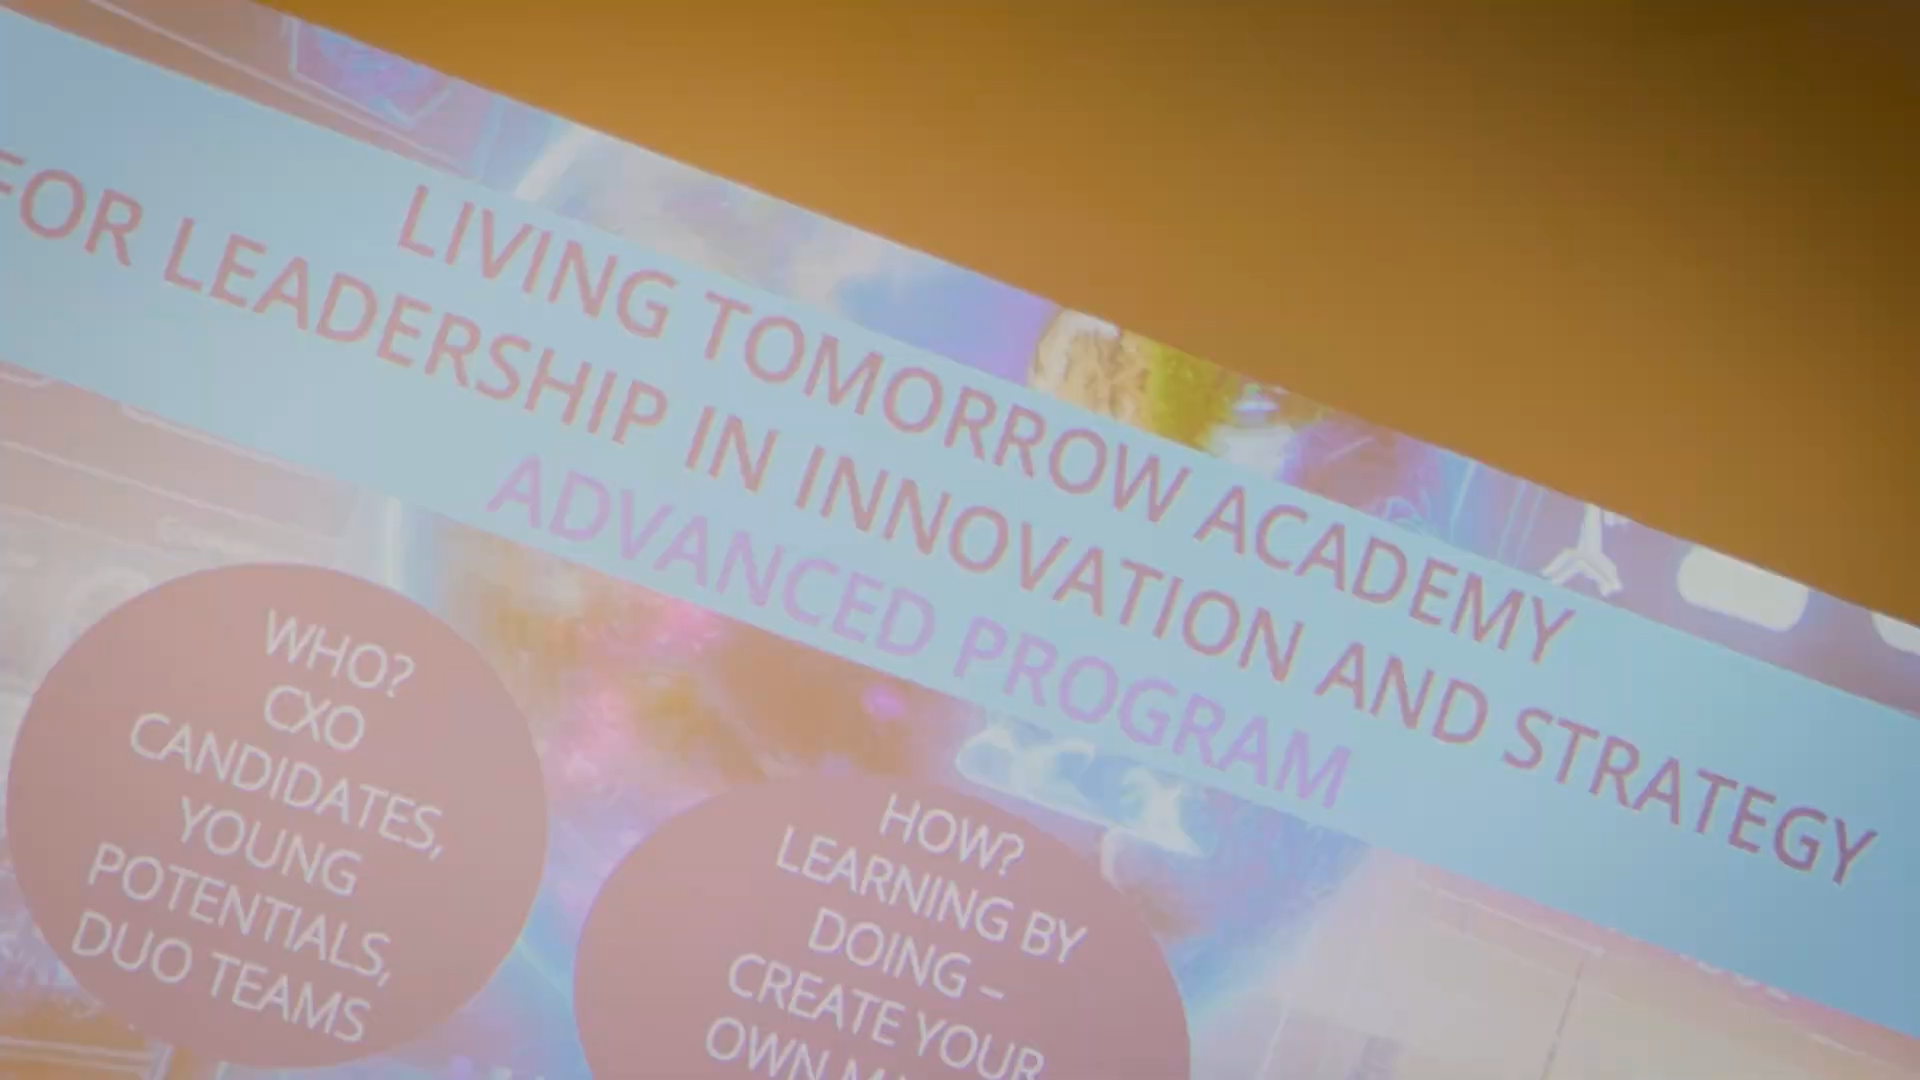 LIVING TOMORROW ACADEMY
FOR LEADERSHIP IN INNOVATION AND STRATEGY
ADVANCED PROGRAM
WHO?
CXO
CANDIDATES,
YOUNG
POTENTIALS,
DUO TEAMS
HOW?
LEARNING BY
DOING –
CREATE YOUR
OWN